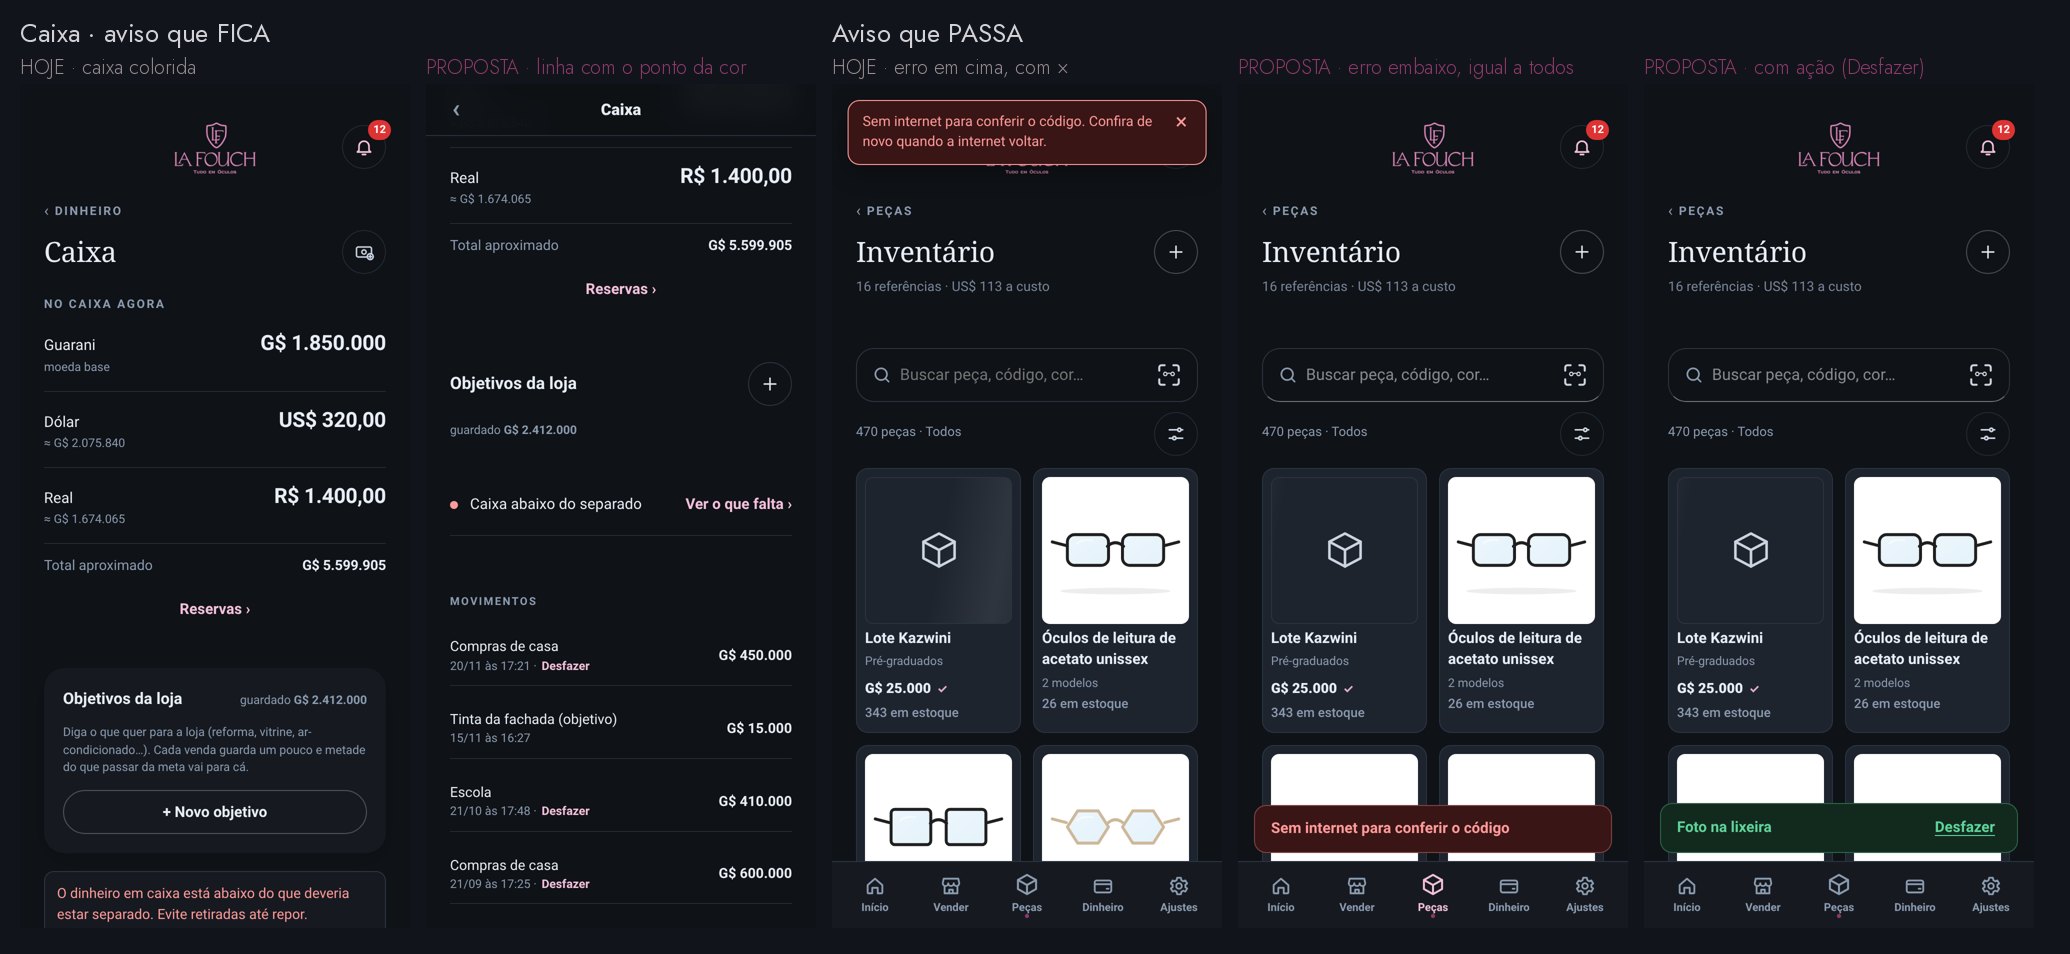 Caixa · aviso que FICA
HOJE · caixa colorida
12
LF
LA FOUCH
TUDO EM ÓCULOS
‹ DINHEIRO
Caixa
NO CAIXA AGORA
Guarani
G$ 1.850.000
moeda base
Dólar
US$ 320,00
≈ G$ 2.075.840
Real
R$ 1.400,00
≈ G$ 1.674.065
Total aproximado
G$ 5.599.905
Reservas ›
Objetivos da loja
guardado G$ 2.412.000
Diga o que quer para a loja (reforma, vitrine, ar-
condicionado...). Cada venda guarda um pouco e metade
do que passar da meta vai para cá.
+ Novo objetivo
O dinheiro em caixa está abaixo do que deveria
estar separado. Evite retiradas até repor.
PROPOSTA · linha com o ponto da cor
‹
Caixa
Real
R$ 1.400,00
≈ G$ 1.674.065
Total aproximado
G$ 5.599.905
Reservas ›
Objetivos da loja
+
guardado G$ 2.412.000
Caixa abaixo do separado
Ver o que falta ›
MOVIMENTOS
Compras de casa
20/11 às 17:21 · Desfazer
G$ 450.000
Tinta da fachada (objetivo)
15/11 às 16:27
G$ 15.000
Escola
21/10 às 17:48 · Desfazer
G$ 410.000
Compras de casa
21/09 às 17:25 · Desfazer
G$ 600.000
Aviso que PASSA
HOJE · erro em cima, com ×
Sem internet para conferir o código. Confira de
novo quando a internet voltar.
×
TUDO EM ÓCULOS
‹ PEÇAS
Inventário
+
16 referências · US$ 113 a custo
Buscar peça, código, cor...
470 peças · Todos
Lote Kazwini
Pré-graduados
G$ 25.000 ✓
343 em estoque
Óculos de leitura de
acetato unissex
2 modelos
26 em estoque
Início
Vender
Peças
Dinheiro
Ajustes
PROPOSTA · erro embaixo, igual a todos
12
LF
LA FOUCH
TUDO EM ÓCULOS
‹ PEÇAS
Inventário
+
16 referências · US$ 113 a custo
Buscar peça, código, cor...
470 peças · Todos
Lote Kazwini
Pré-graduados
G$ 25.000 ✓
343 em estoque
Óculos de leitura de
acetato unissex
2 modelos
26 em estoque
Sem internet para conferir o código
Início
Vender
Peças
Dinheiro
Ajustes
PROPOSTA · com ação (Desfazer)
12
LF
LA FOUCH
TUDO EM ÓCULOS
‹ PEÇAS
Inventário
+
16 referências · US$ 113 a custo
Buscar peça, código, cor...
470 peças · Todos
Lote Kazwini
Pré-graduados
G$ 25.000 ✓
343 em estoque
Óculos de leitura de
acetato unissex
2 modelos
26 em estoque
Foto na lixeira
Desfazer
Início
Vender
Peças
Dinheiro
Ajustes